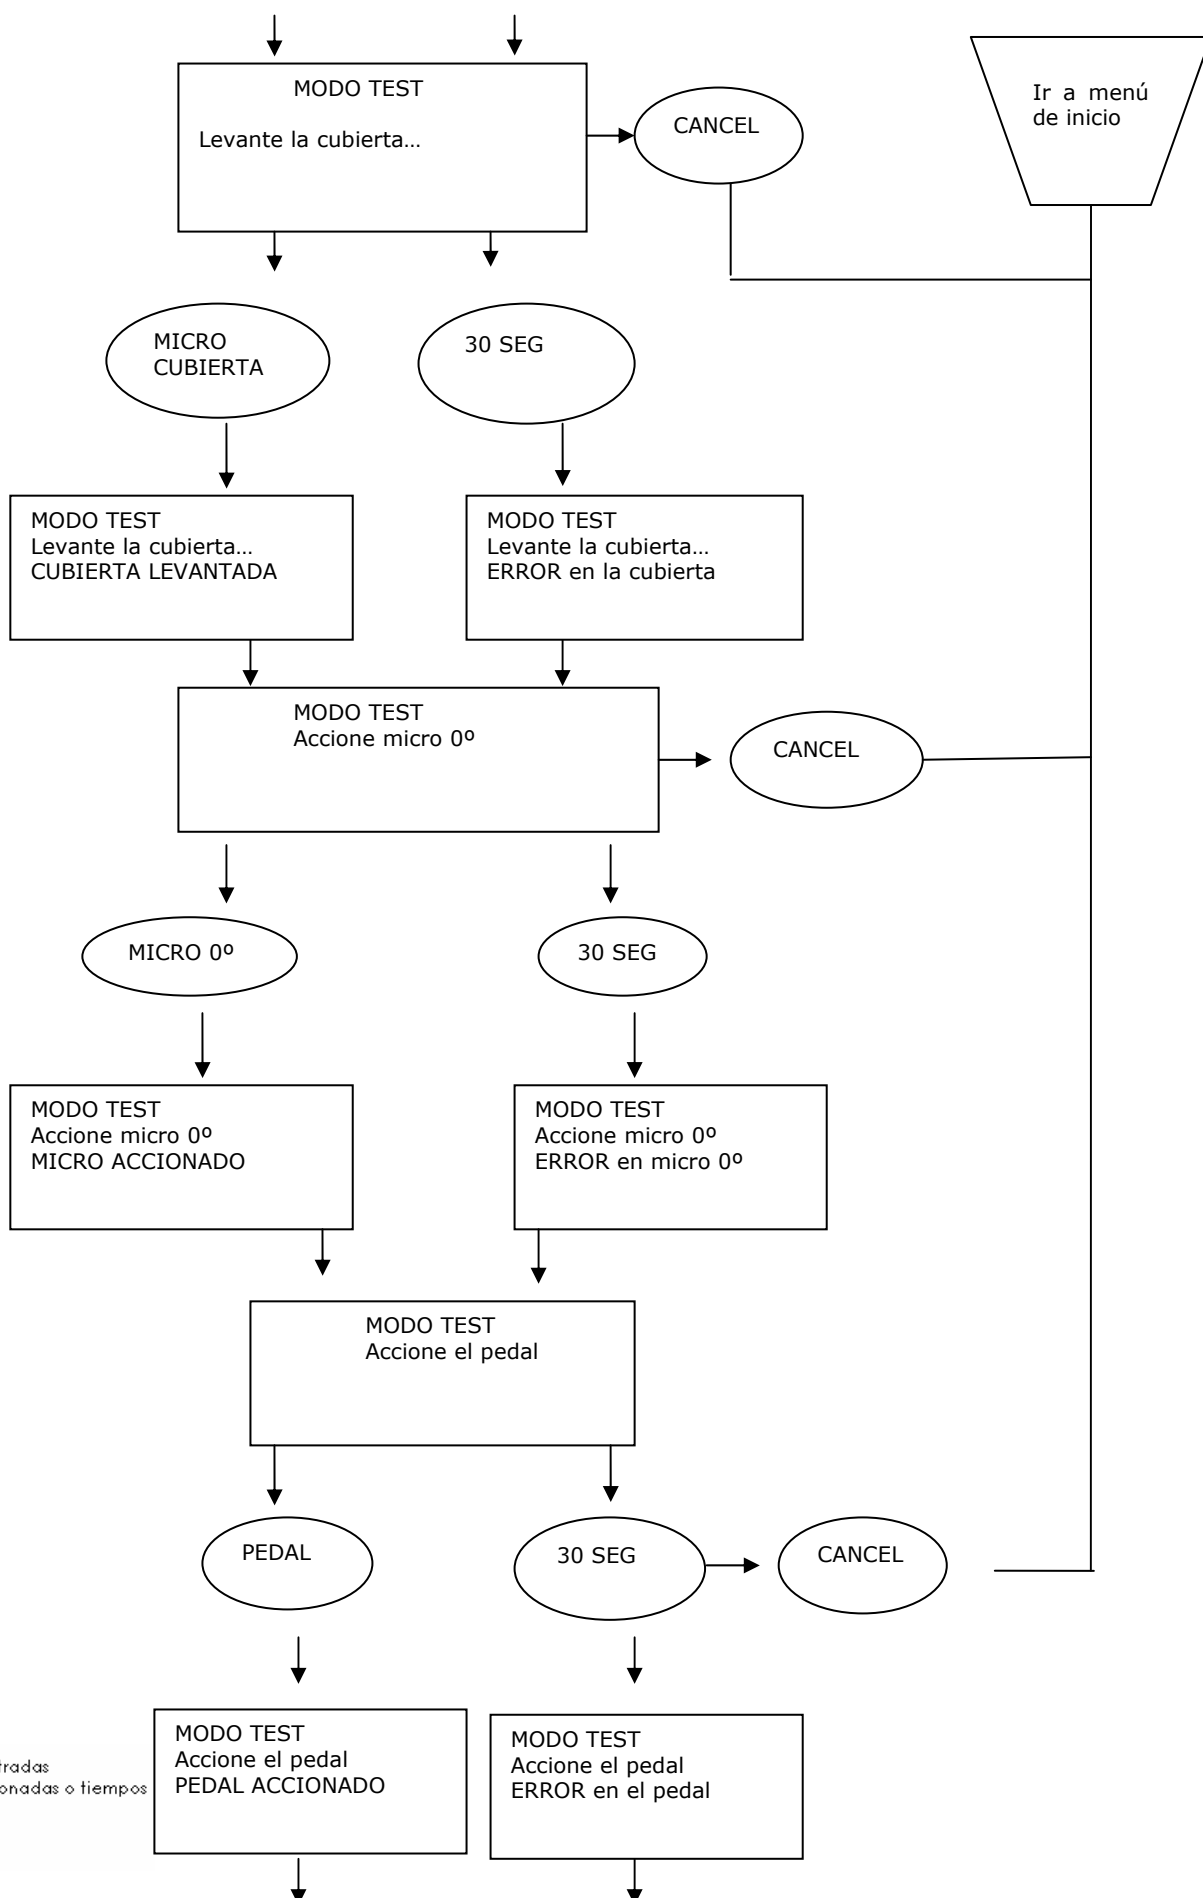 MODO TEST
Levante la cubierta...
CANCEL
Ir a menú
de inicio
MICRO
CUBIERTA
30 SEG
MODO TEST
Levante la cubierta...
CUBIERTA LEVANTADA
MODO TEST
Levante la cubierta...
ERROR en la cubierta
MODO TEST
Accione micro 0º
CANCEL
MICRO 0º
30 SEG
MODO TEST
Accione micro 0º
MICRO ACCIONADO
MODO TEST
Accione micro 0º
ERROR en micro 0º
MODO TEST
Accione el pedal
PEDAL
30 SEG
CANCEL
MODO TEST
Accione el pedal
PEDAL ACCIONADO
MODO TEST
Accione el pedal
ERROR en el pedal
o tiempos